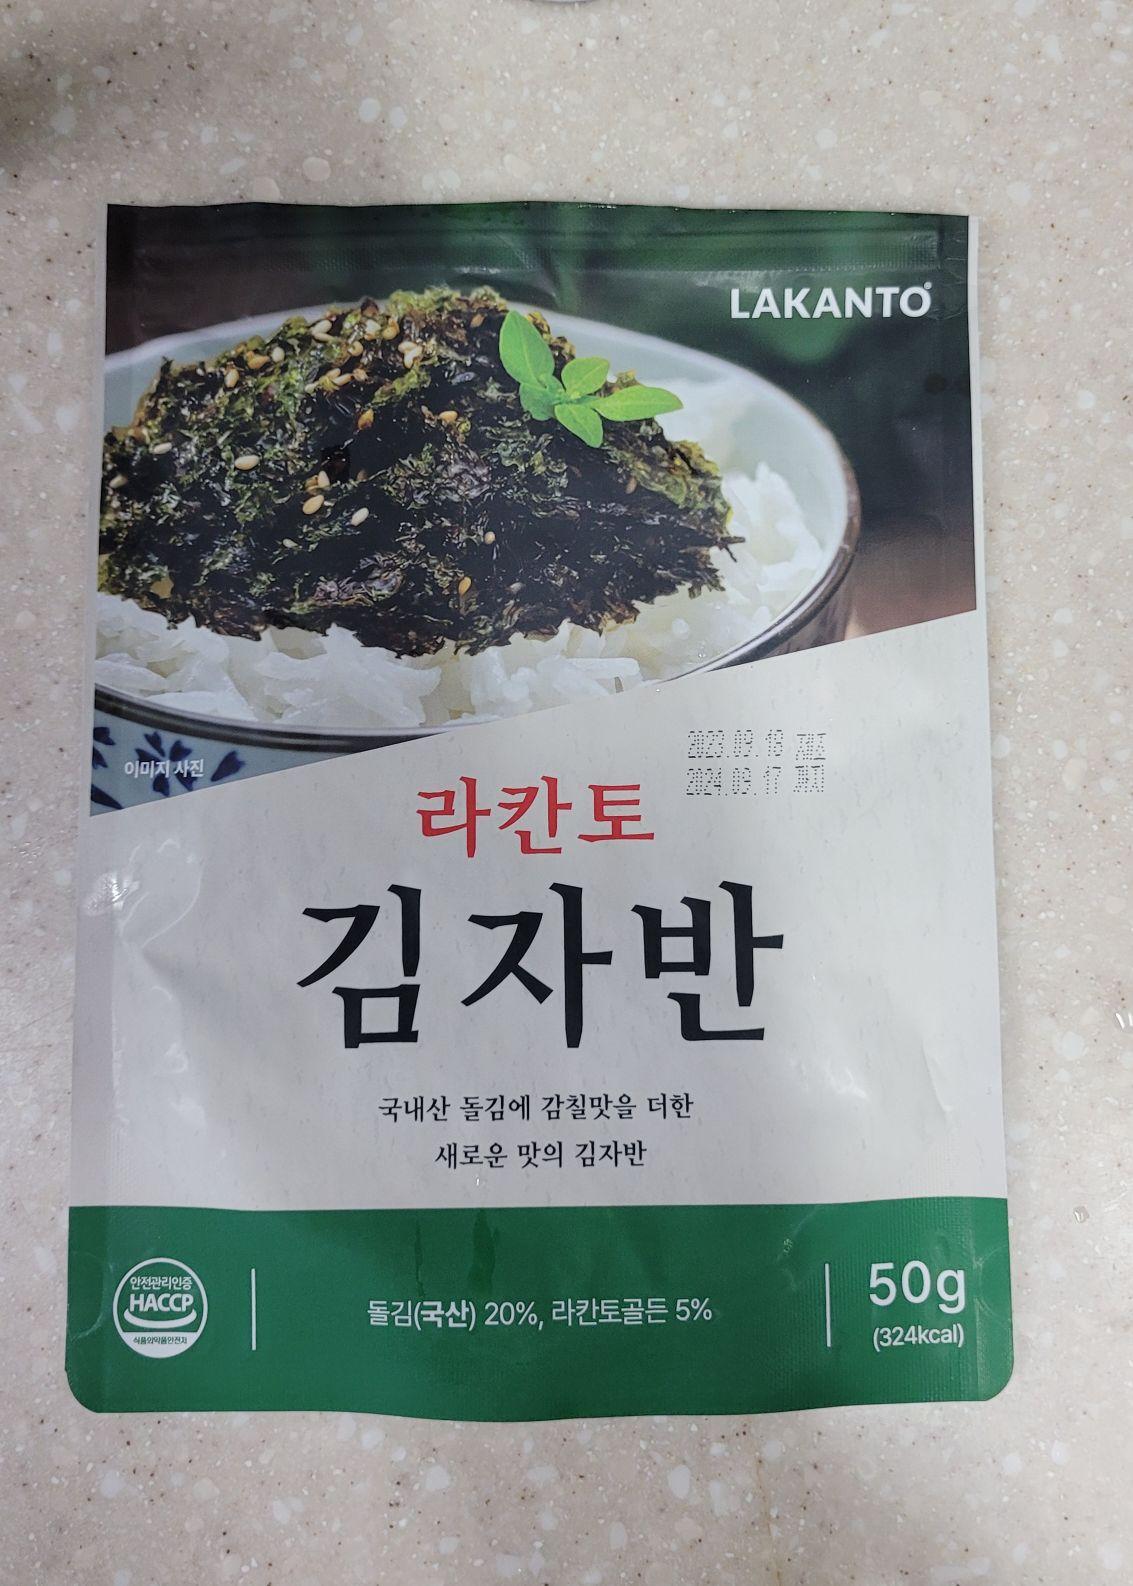 LAKANTO®
이미지 사진
2023.09.18 제조
2024.09.17 까지
라칸토
김자반
국내산 돌김에 감칠맛을 더한
새로운 맛의 김자반
안전관리인증
HACCP
식품의약품안전처
돌김(국산) 20%, 라칸토골든 5%
50g
(324kcal)